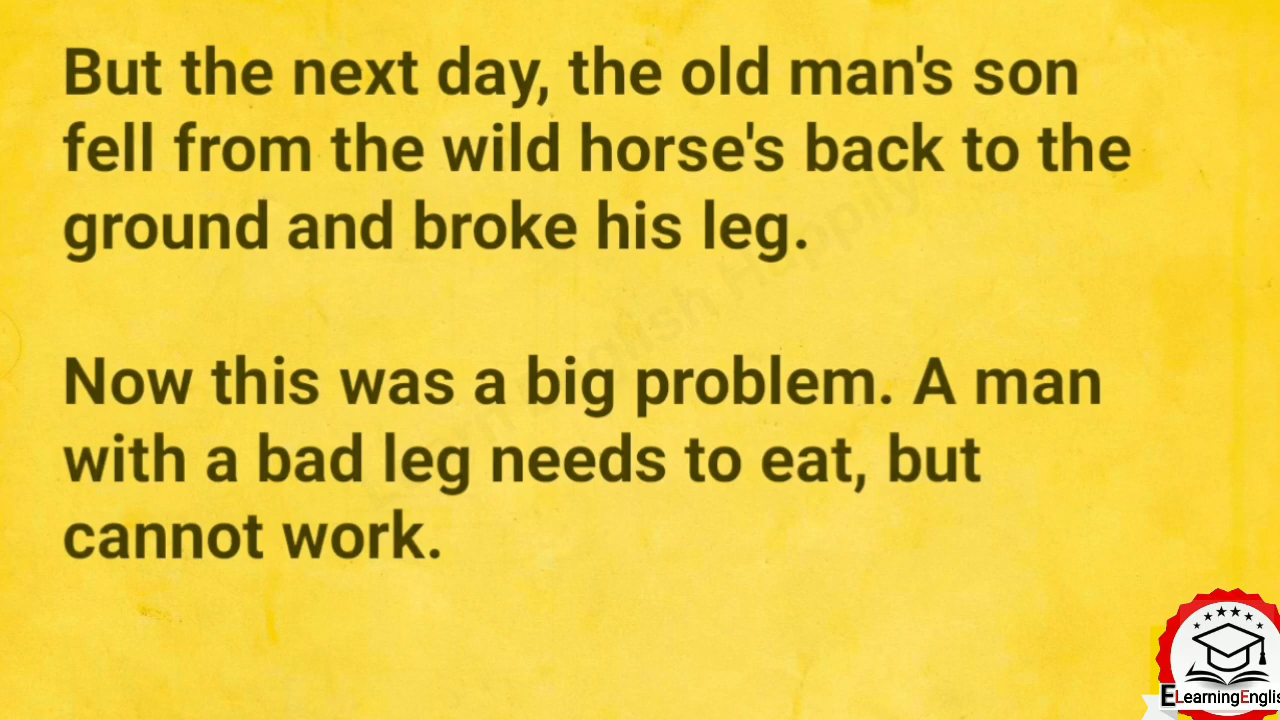 But the next day, the old man's son
fell from the wild horse's back to the
ground and broke his leg.
Now this was a big problem. A man
with a bad leg needs to eat, but
cannot work.
ELearningEnglis